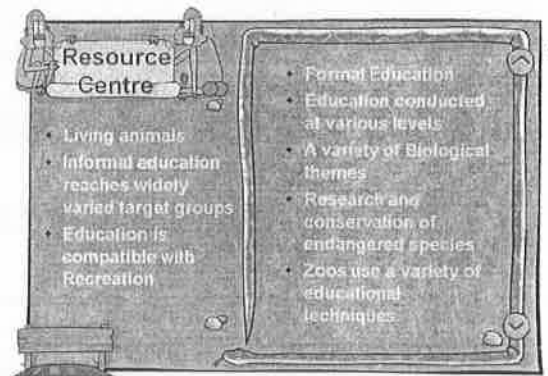 Resource
Centre
• Living animals
• Informal education
reaches widely
varied target groups
• Education is
compatible with
Recreation
• Formal Education
• Education conducted
at various levels
• A variety of Biological
themes
• Research and
conservation of
endangered species
• Zoos use a variety of
educational
techniques